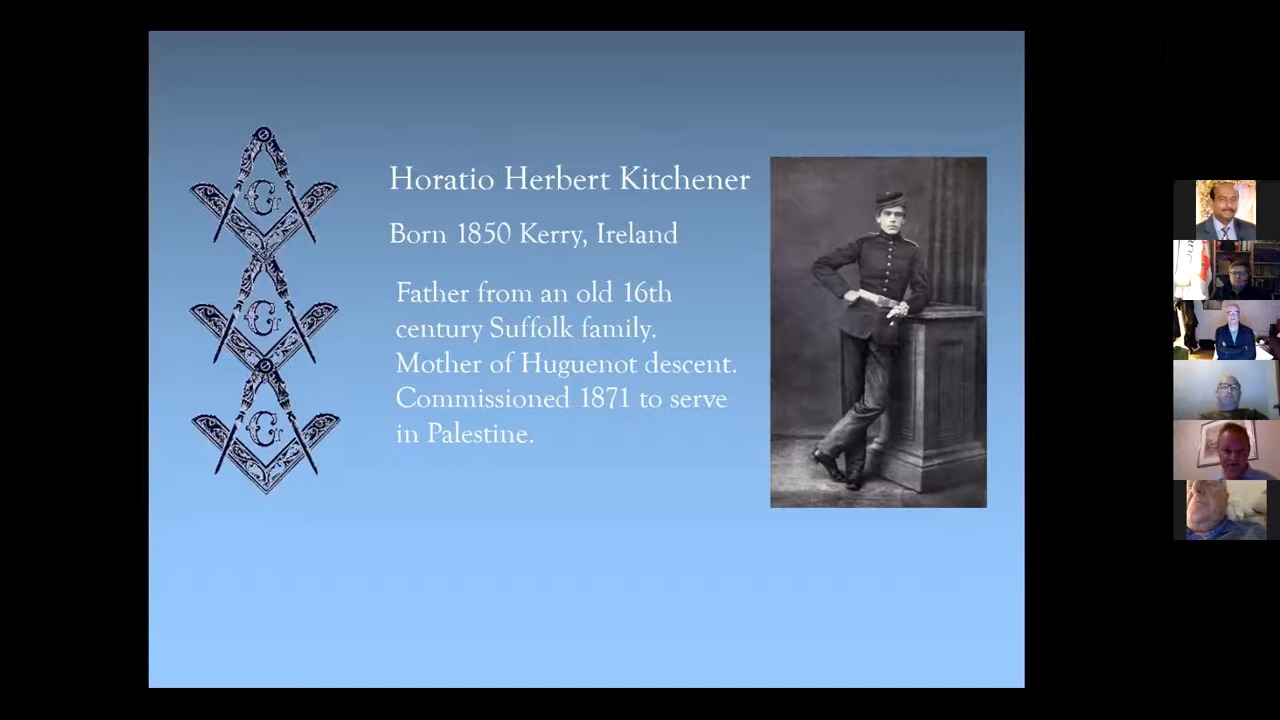 Horatio Herbert Kitchener
Born 1850 Kerry, Ireland
Father from an old 16th
century Suffolk family.
Mother of Huguenot descent.
Commissioned 1871 to serve
in Palestine.
G
G
G